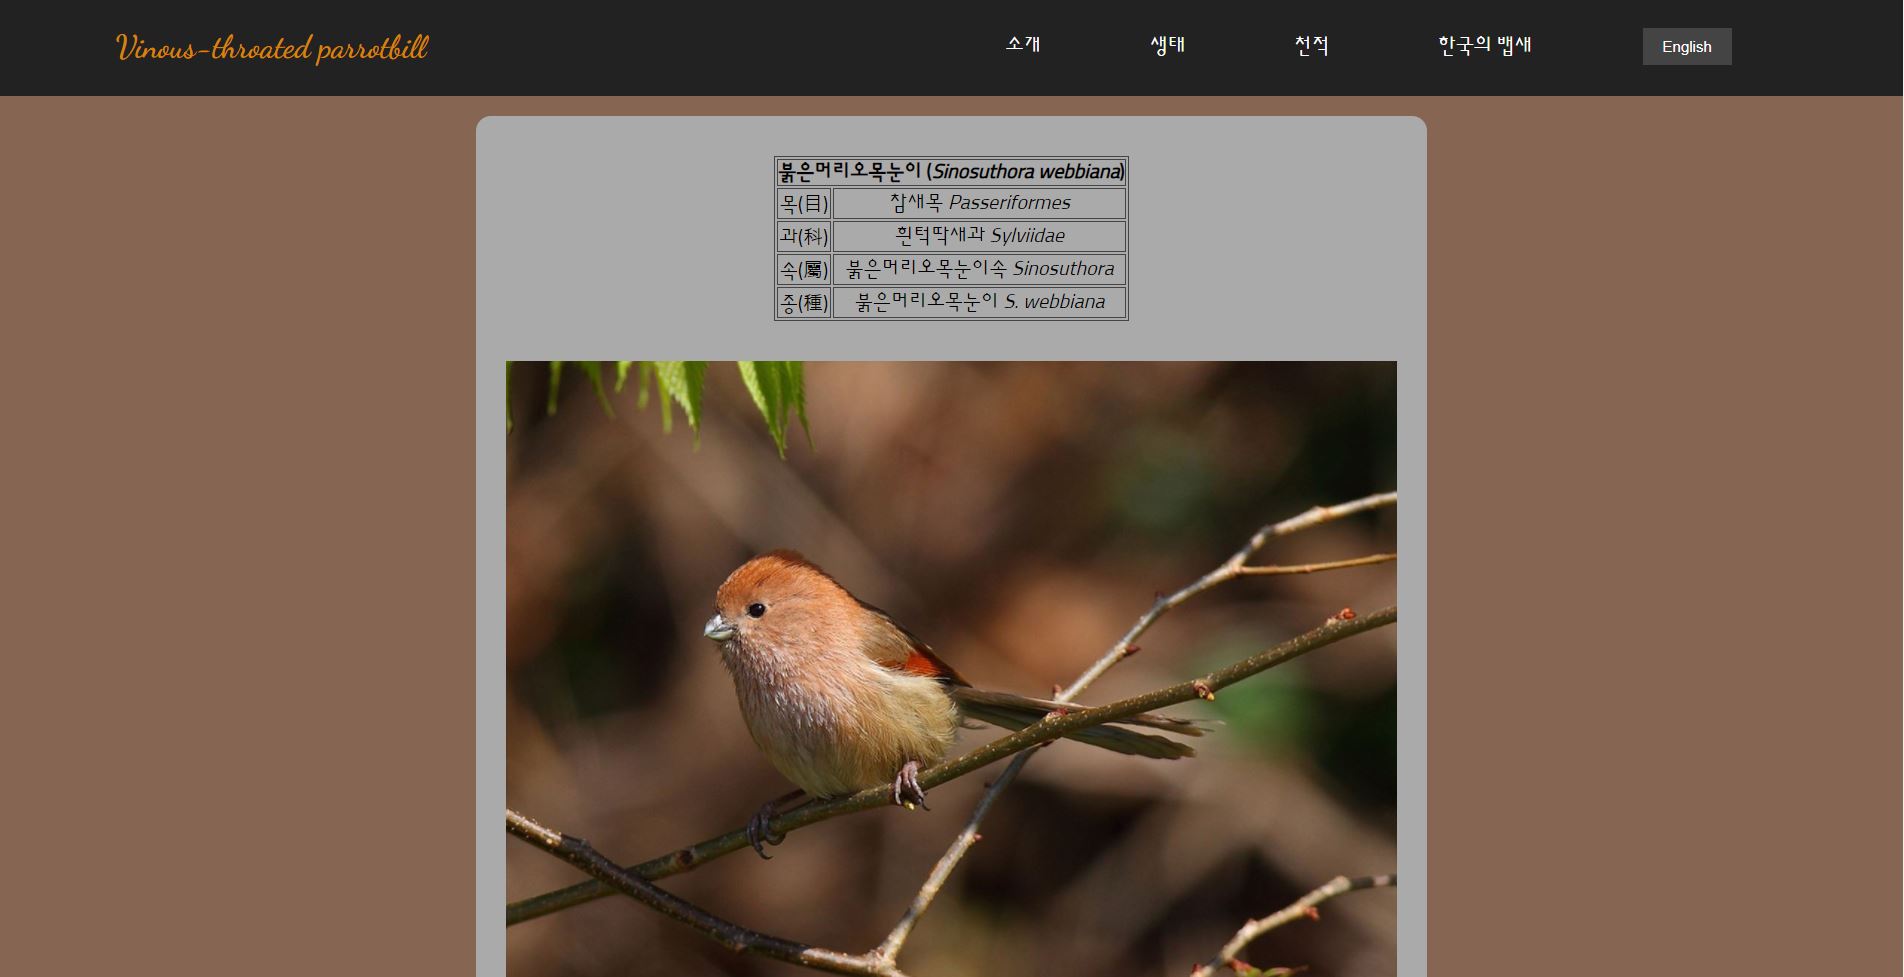 Vinous-throated parrotbill
소개 생태 천적 한국의 뱁새 English
붉은머리오목눈이 (Sinosuthora webbiana)
목(目) 참새목 Passeriformes
과(科) 흰턱딱새과 Sylviidae
속(屬) 붉은머리오목눈이속 Sinosuthora
종(種) 붉은머리오목눈이 S. webbiana